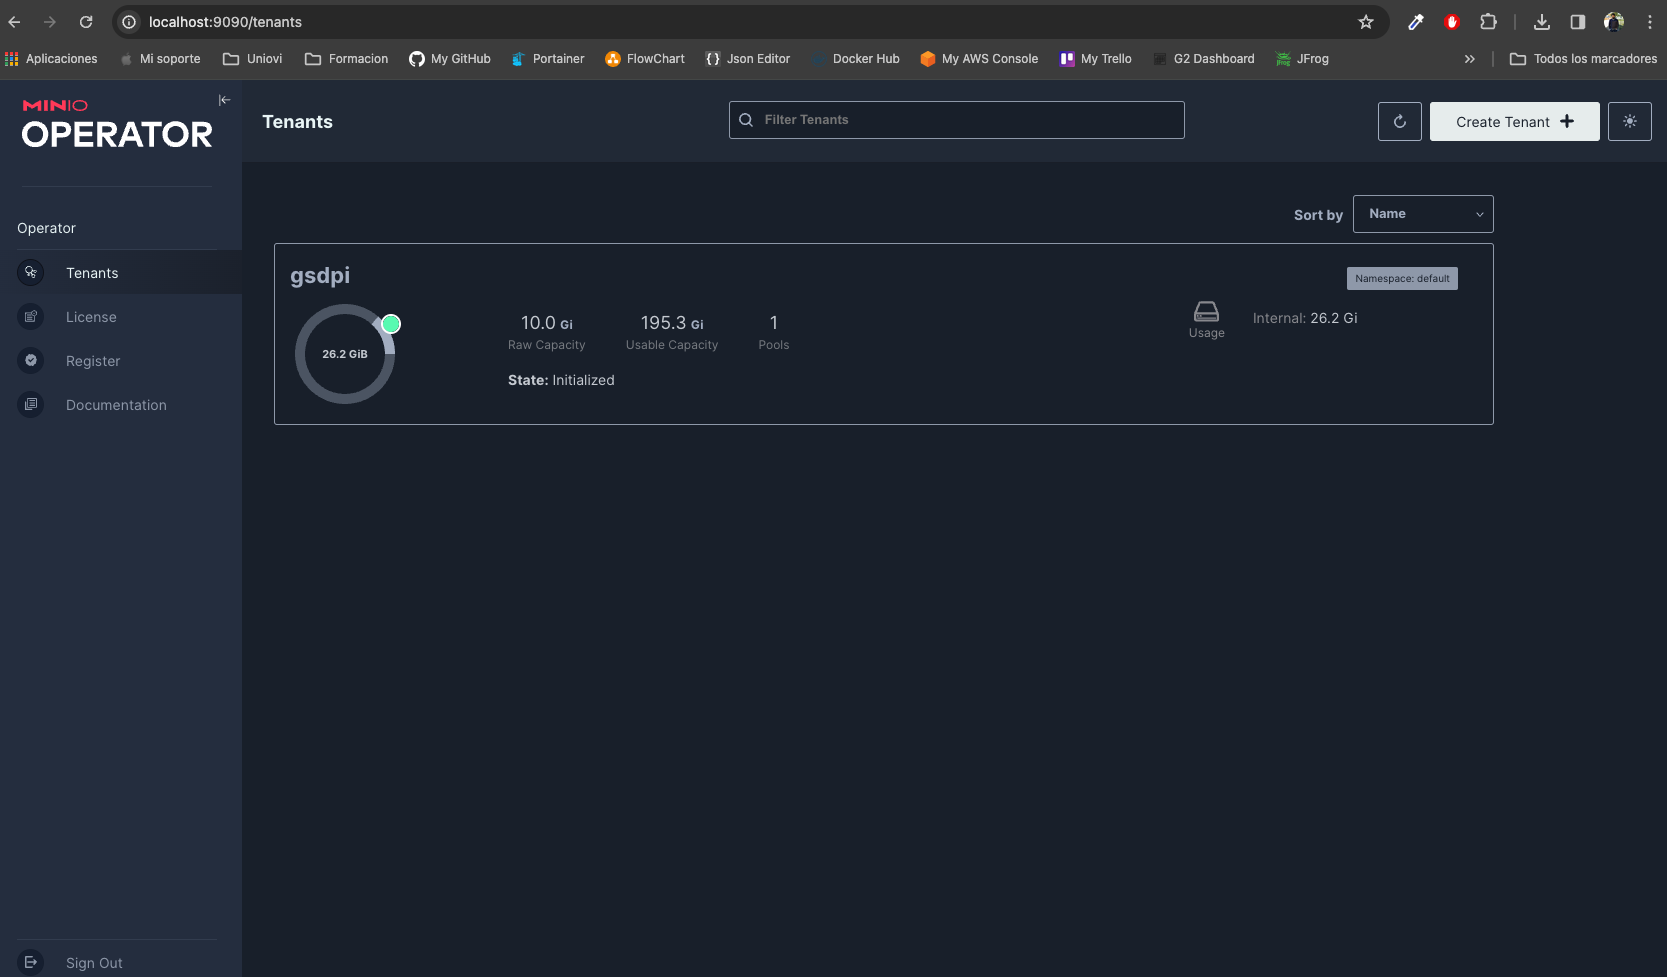 localhost:9090/tenants
Aplicaciones Mi soporte Uniovi Formacion My GitHub Portainer FlowChart Json Editor Docker Hub My AWS Console My Trello G2 Dashboard JFrog » Todos los marcadores
MINIO
OPERATOR
Tenants
Filter Tenants
Create Tenant
Operator
Tenants
License
Register
Documentation
Sign Out
Sort by Name
gsdpi
Namespace: default
26.2 GiB
10.0 Gi 195.3 Gi 1
Raw Capacity Usable Capacity Pools
State: Initialized
Usage
Internal: 26.2 Gi